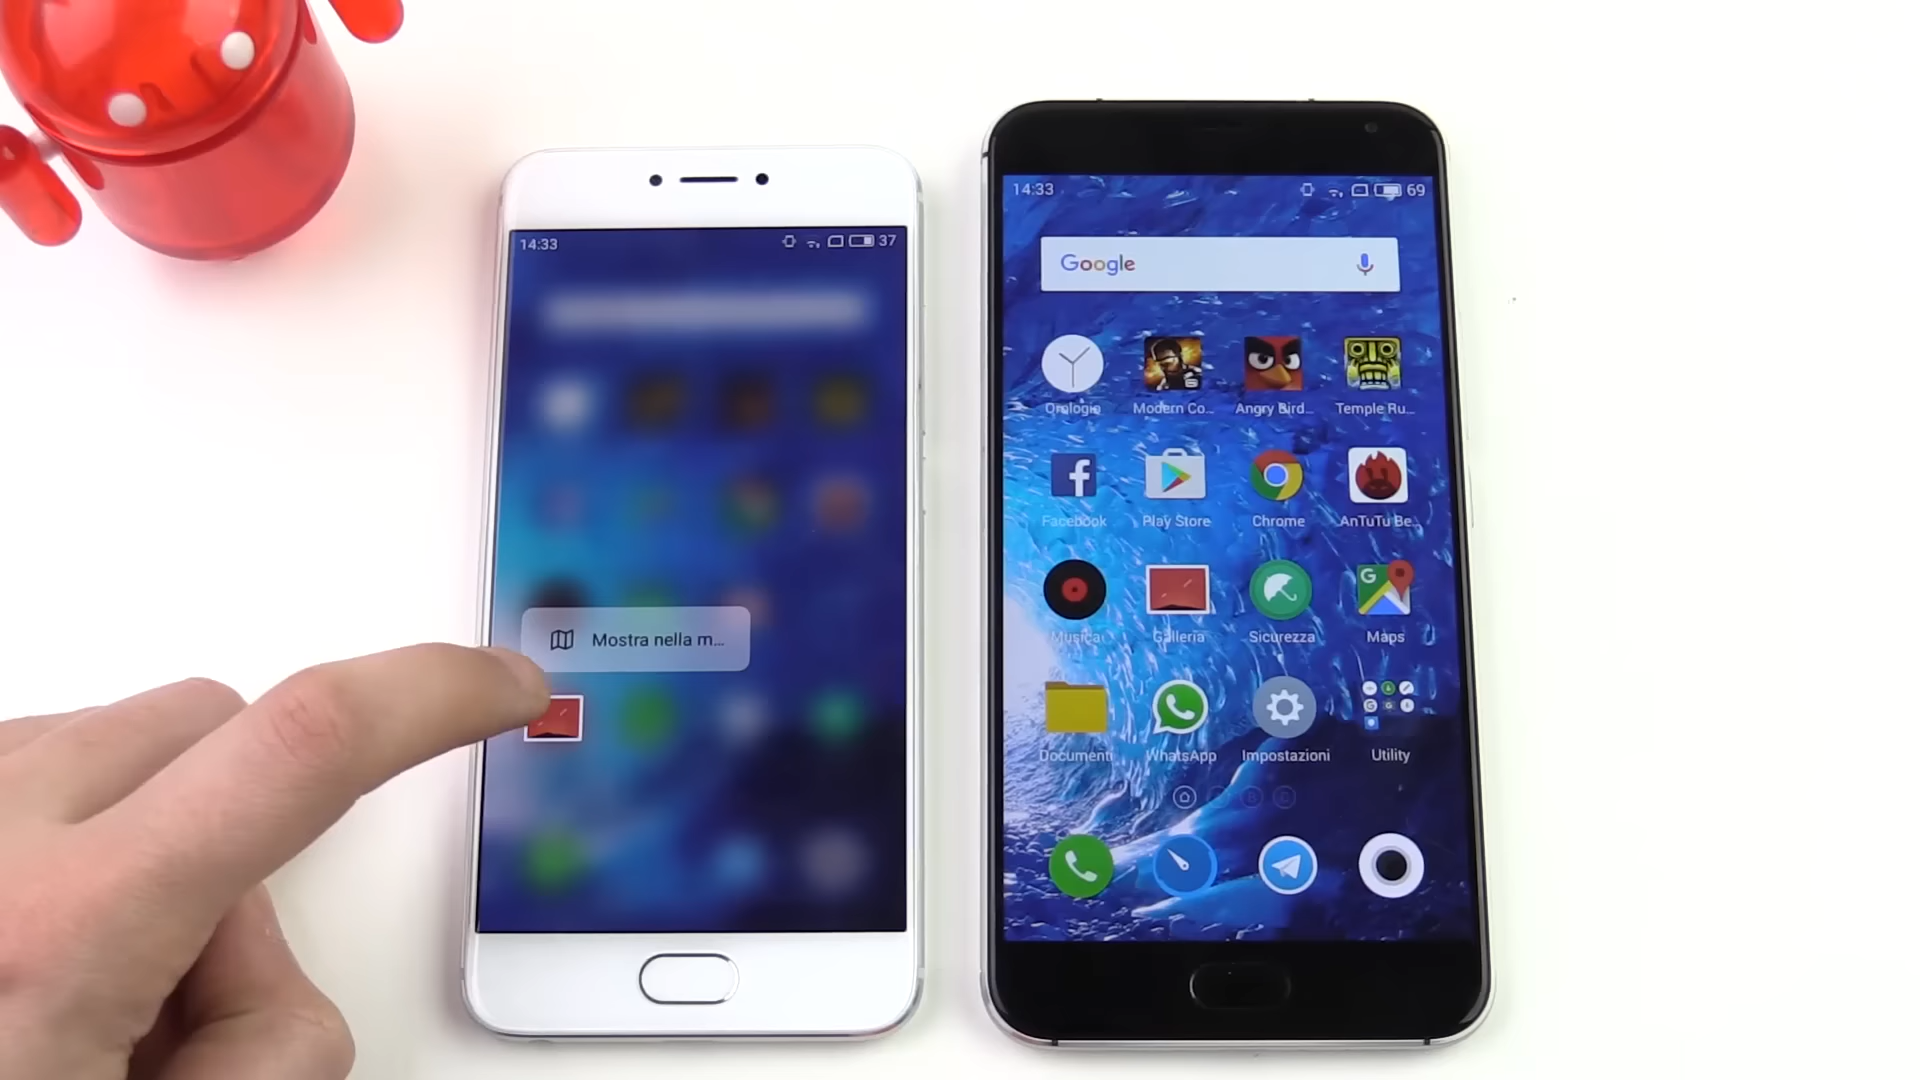 14:33
37
Mostra nella m...
14:33
69
Google
Orologio
Modern Co...
Angry Bird...
Temple Ru...
Facebook
Play Store
Chrome
AnTuTu Be...
Musica
Galleria
Sicurezza
Maps
Documenti
WhatsApp
Impostazioni
Utility